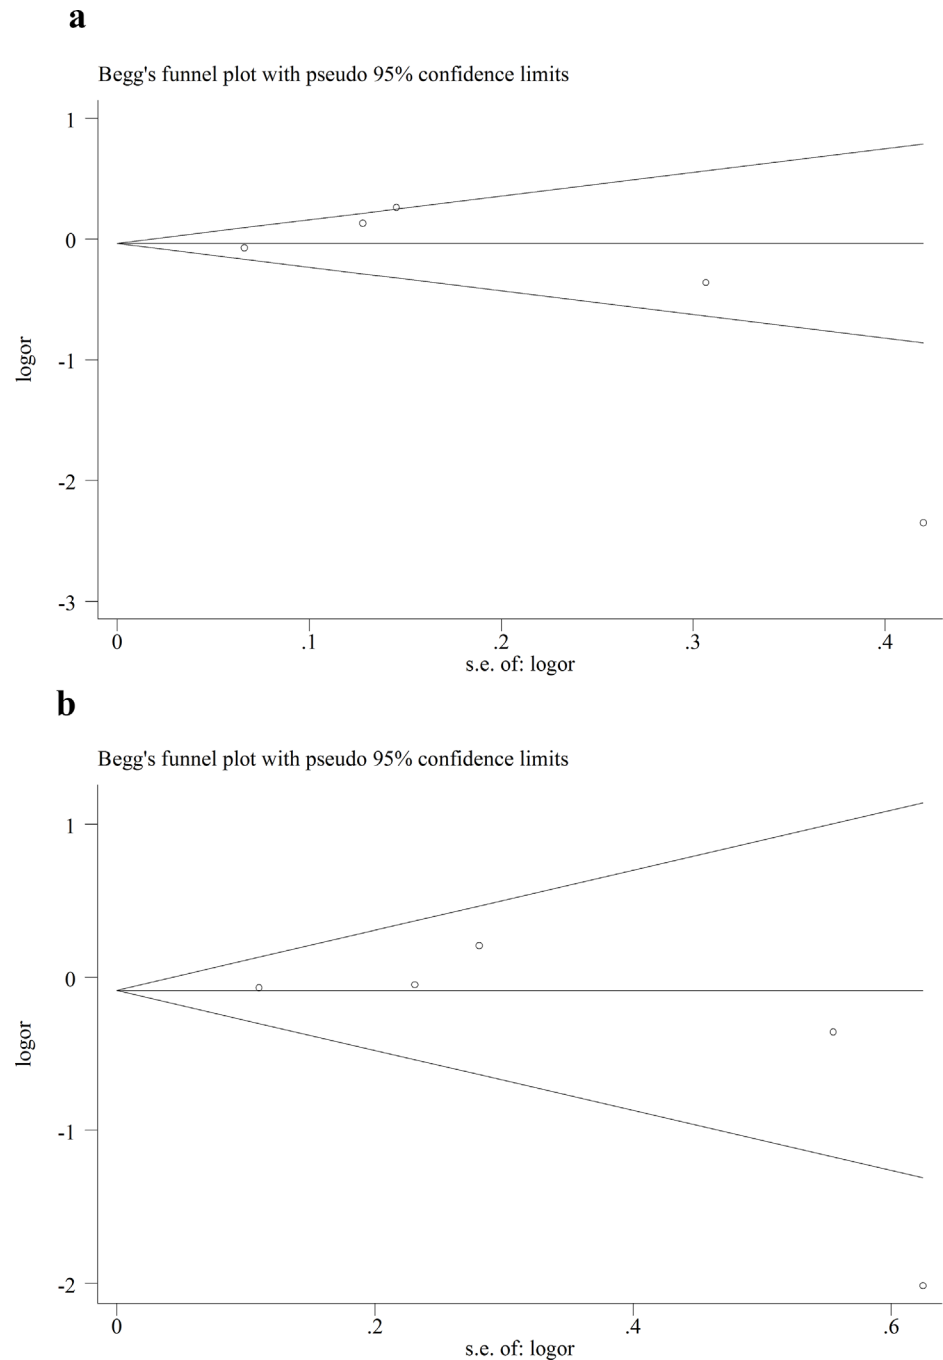 a
Begg's funnel plot with pseudo 95% confidence limits
1
0
-1
-2
-3
logor
0 .1 .2 .3 .4
s.e. of: logor
b
Begg's funnel plot with pseudo 95% confidence limits
1
0
-1
-2
logor
0 .2 .4 .6
s.e. of: logor